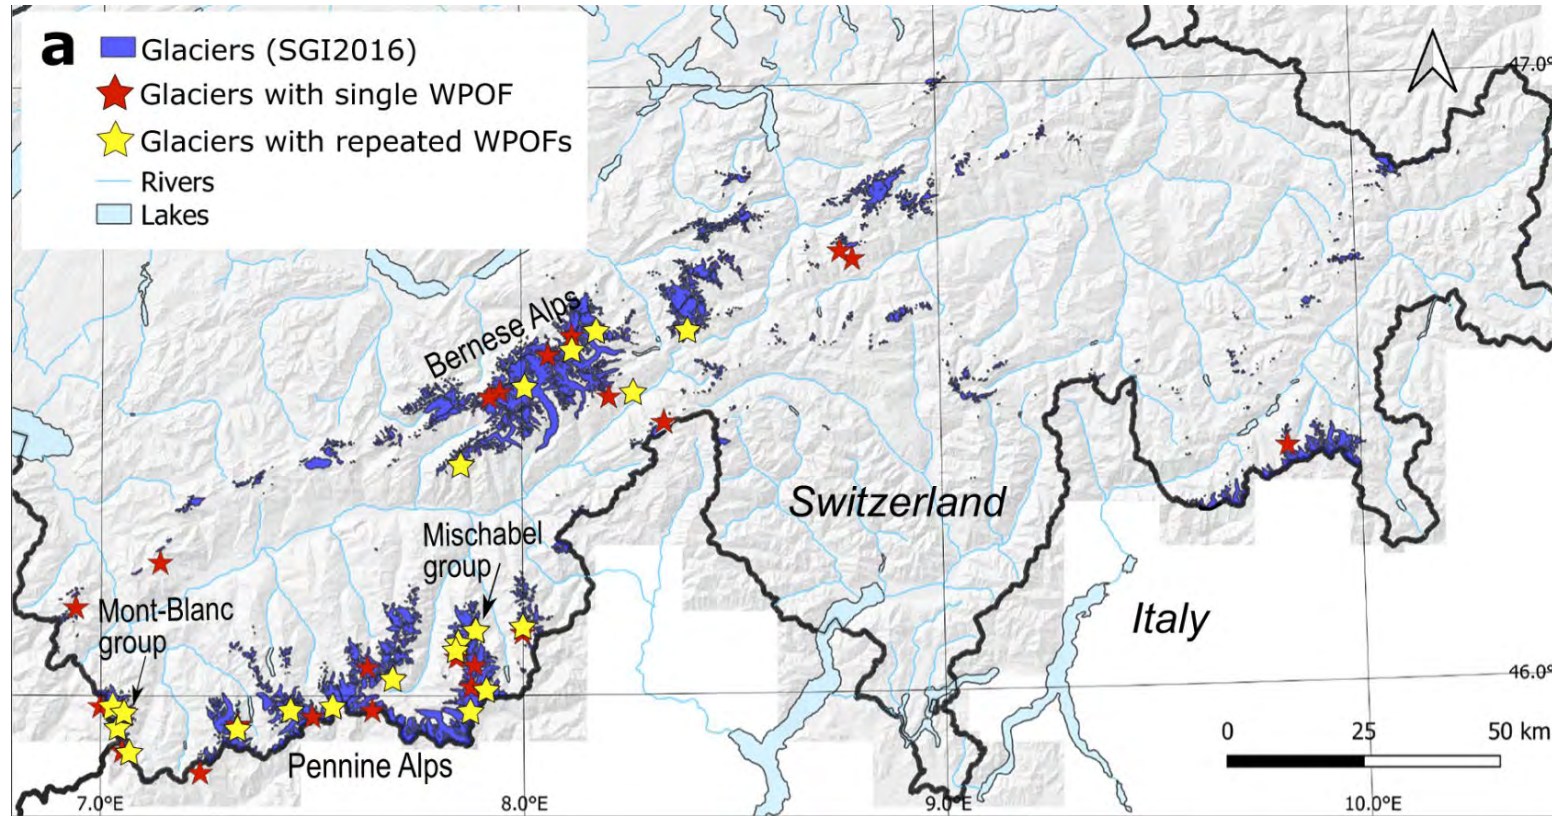 a
Glaciers (SGI2016)
Glaciers with single WPOF
Glaciers with repeated WPOFs
Rivers
Lakes
47.0°
Bernese Alps
Switzerland
Mischabel
group
Mont-Blanc
group
Italy
46.0°
Pennine Alps
0 25 50 km
7.0°E 8.0°E 9.0°E 10.0°E